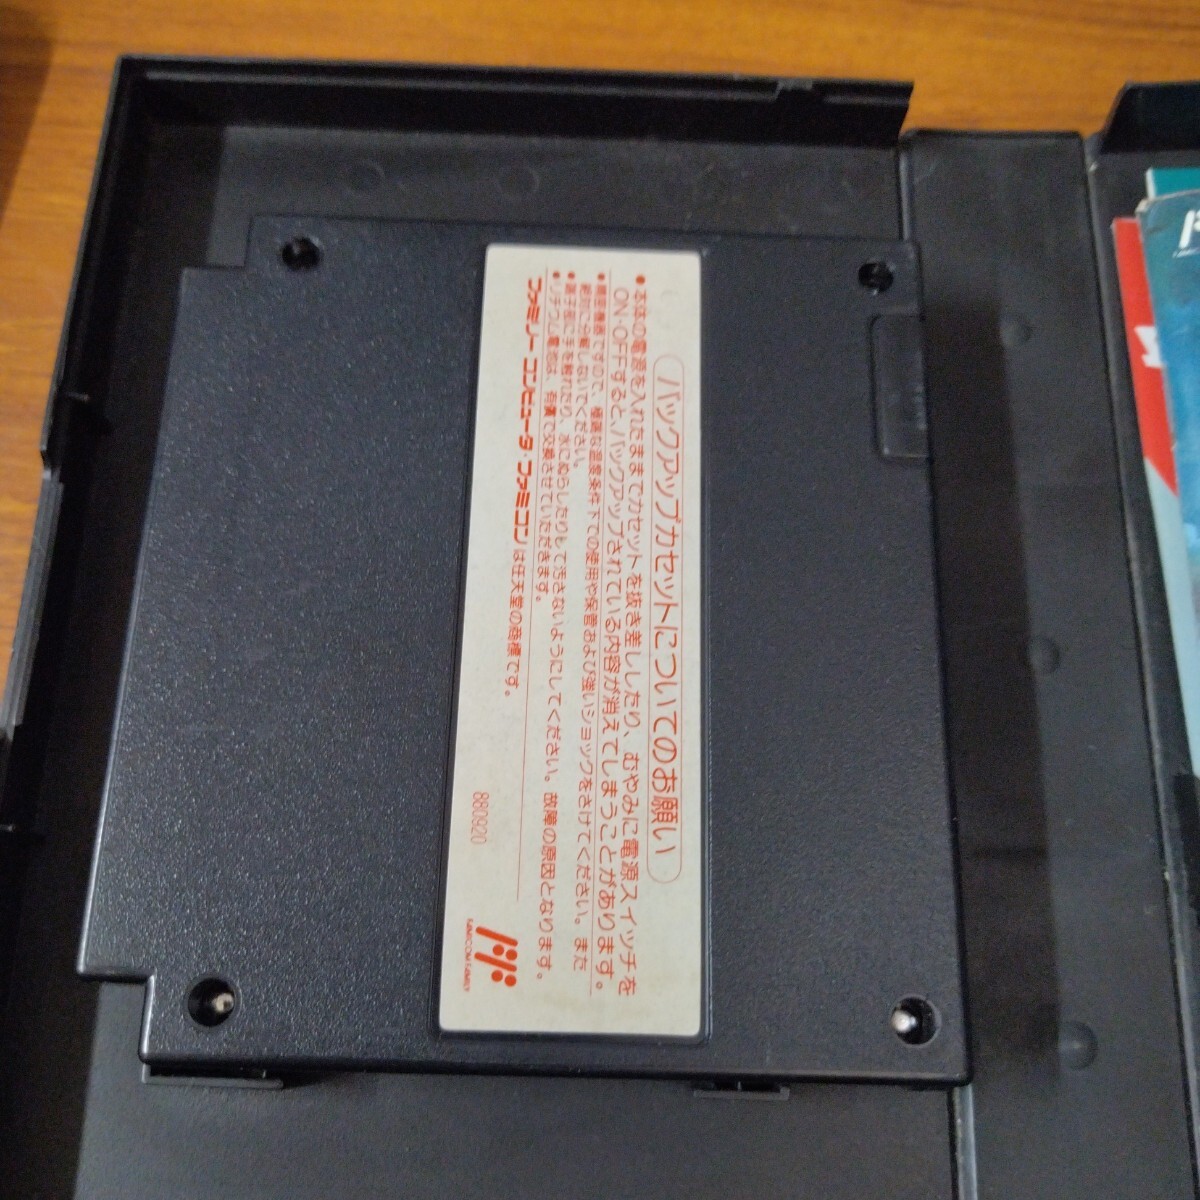 バックアップカセットについてのお願い
●本体の電源を入れたままでカセットを抜き差ししたり、むやみに電源スイッチを
ON・OFFすると、バックアップされている内容が消えてしまうことがあります。
●精密機器ですので、極端な温度条件下での使用や保管および強いショックをさけてください。また
絶対に分解しないでください。
●端子部に手を触れたり、水にぬらしたりして汚さないようにしてください。故障の原因となります。
●リチウム電池は、有償で交換させていただきます。
ファミリーコンピュータ・ファミコンは任天堂の商標です。
880920
FAMICOM FAMILY